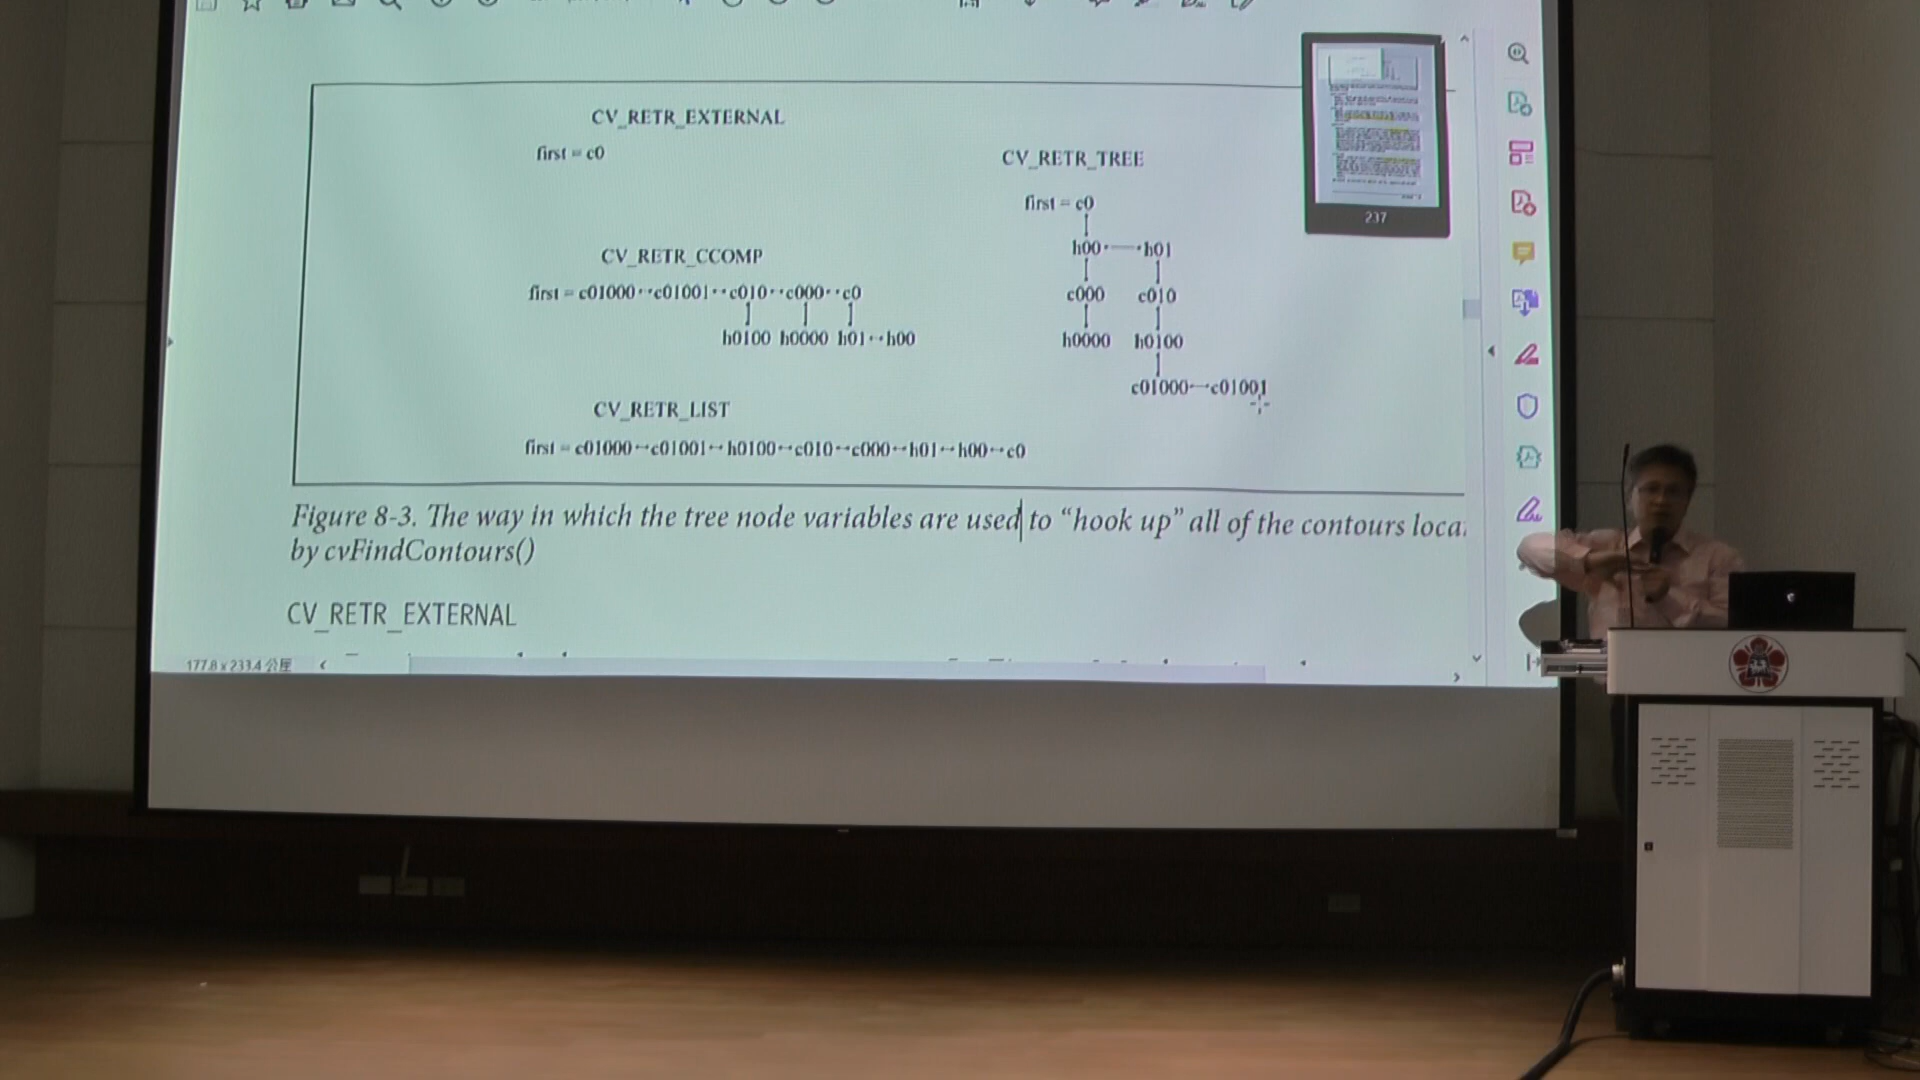 CV_RETR_EXTERNAL
first = c0
CV_RETR_TREE
first = c0
h00 h01
c000 c010
h0000 h0100
c01000 c01001
CV_RETR_CCOMP
first = c01000 c01001 c010 c000 c0
h0100 h0000 h01 h00
CV_RETR_LIST
first = c01000 c01001 h0100 c010 c000 h01 h00 c0
237
Figure 8-3. The way in which the tree node variables are used to “hook up” all of the contours loca
by cvFindContours()
CV_RETR_EXTERNAL
177.8 x 233.4 公厘